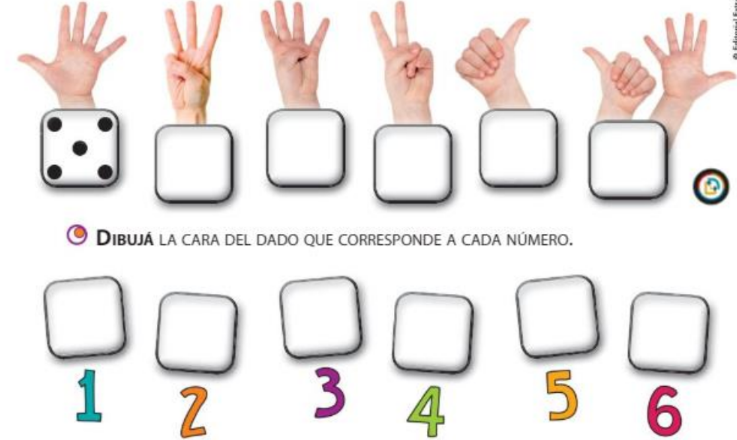 DIBUJÁ LA CARA DEL DADO QUE CORRESPONDE A CADA NÚMERO.
1 2 3 4 5 6